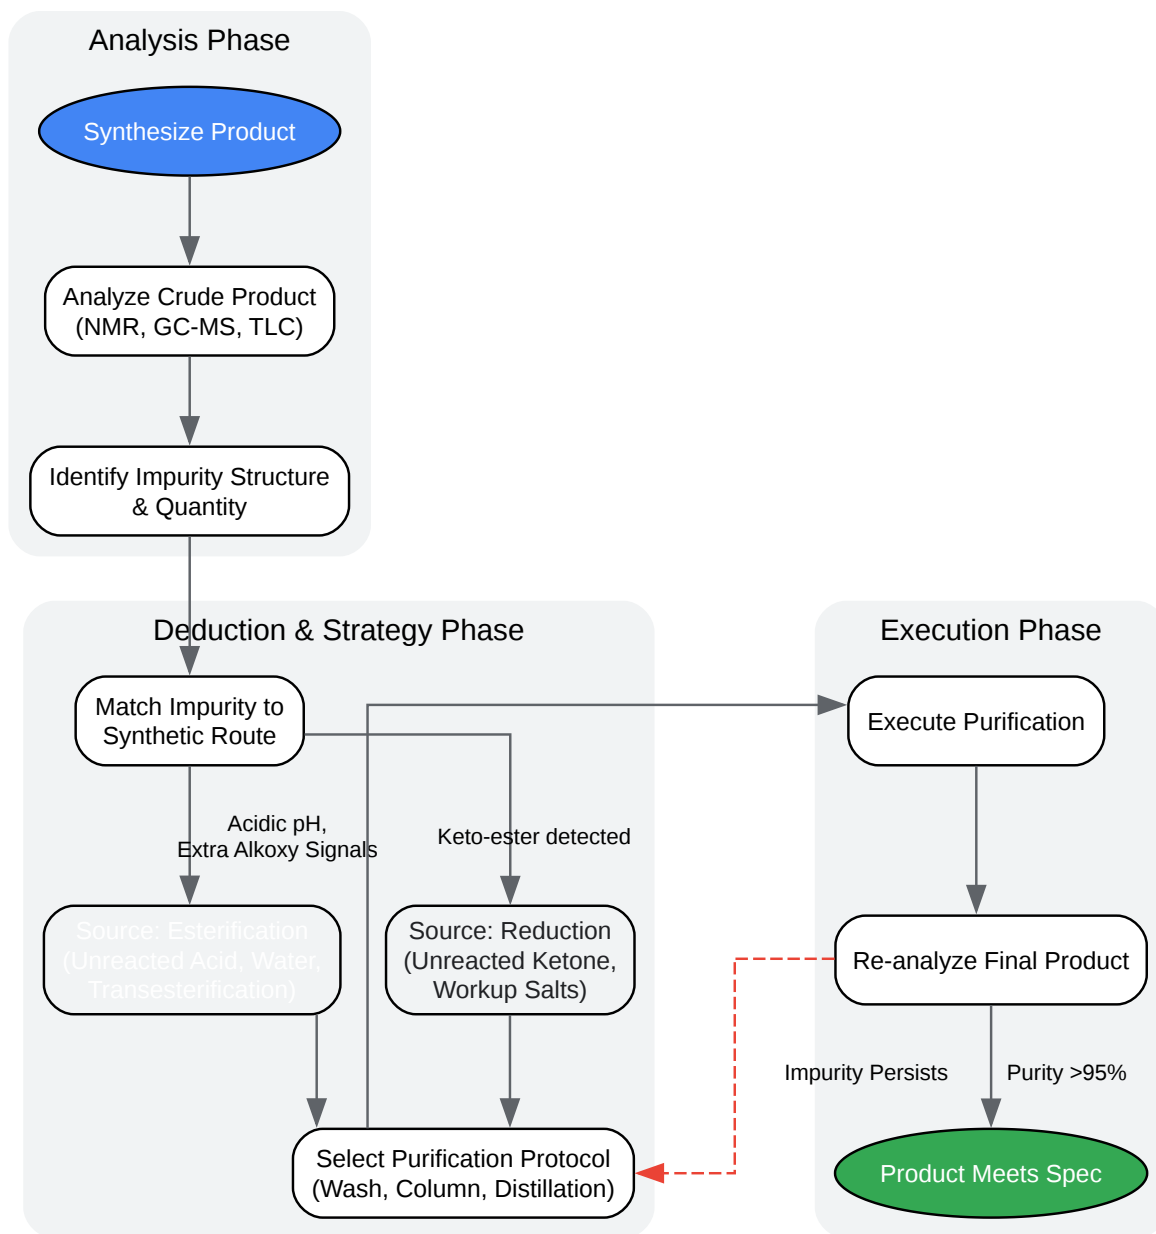 Analysis Phase
Synthesize Product
Analyze Crude Product
(NMR, GC-MS, TLC)
Identify Impurity Structure
& Quantity
Deduction & Strategy Phase
Match Impurity to
Synthetic Route
Acidic pH,
Extra Alkoxy Signals
Keto-ester detected
Source: Esterification
(Unreacted Acid, Water,
Transesterification)
Source: Reduction
(Unreacted Ketone,
Workup Salts)
Select Purification Protocol
(Wash, Column, Distillation)
Execution Phase
Execute Purification
Re-analyze Final Product
Impurity Persists
Purity >95%
Product Meets Spec